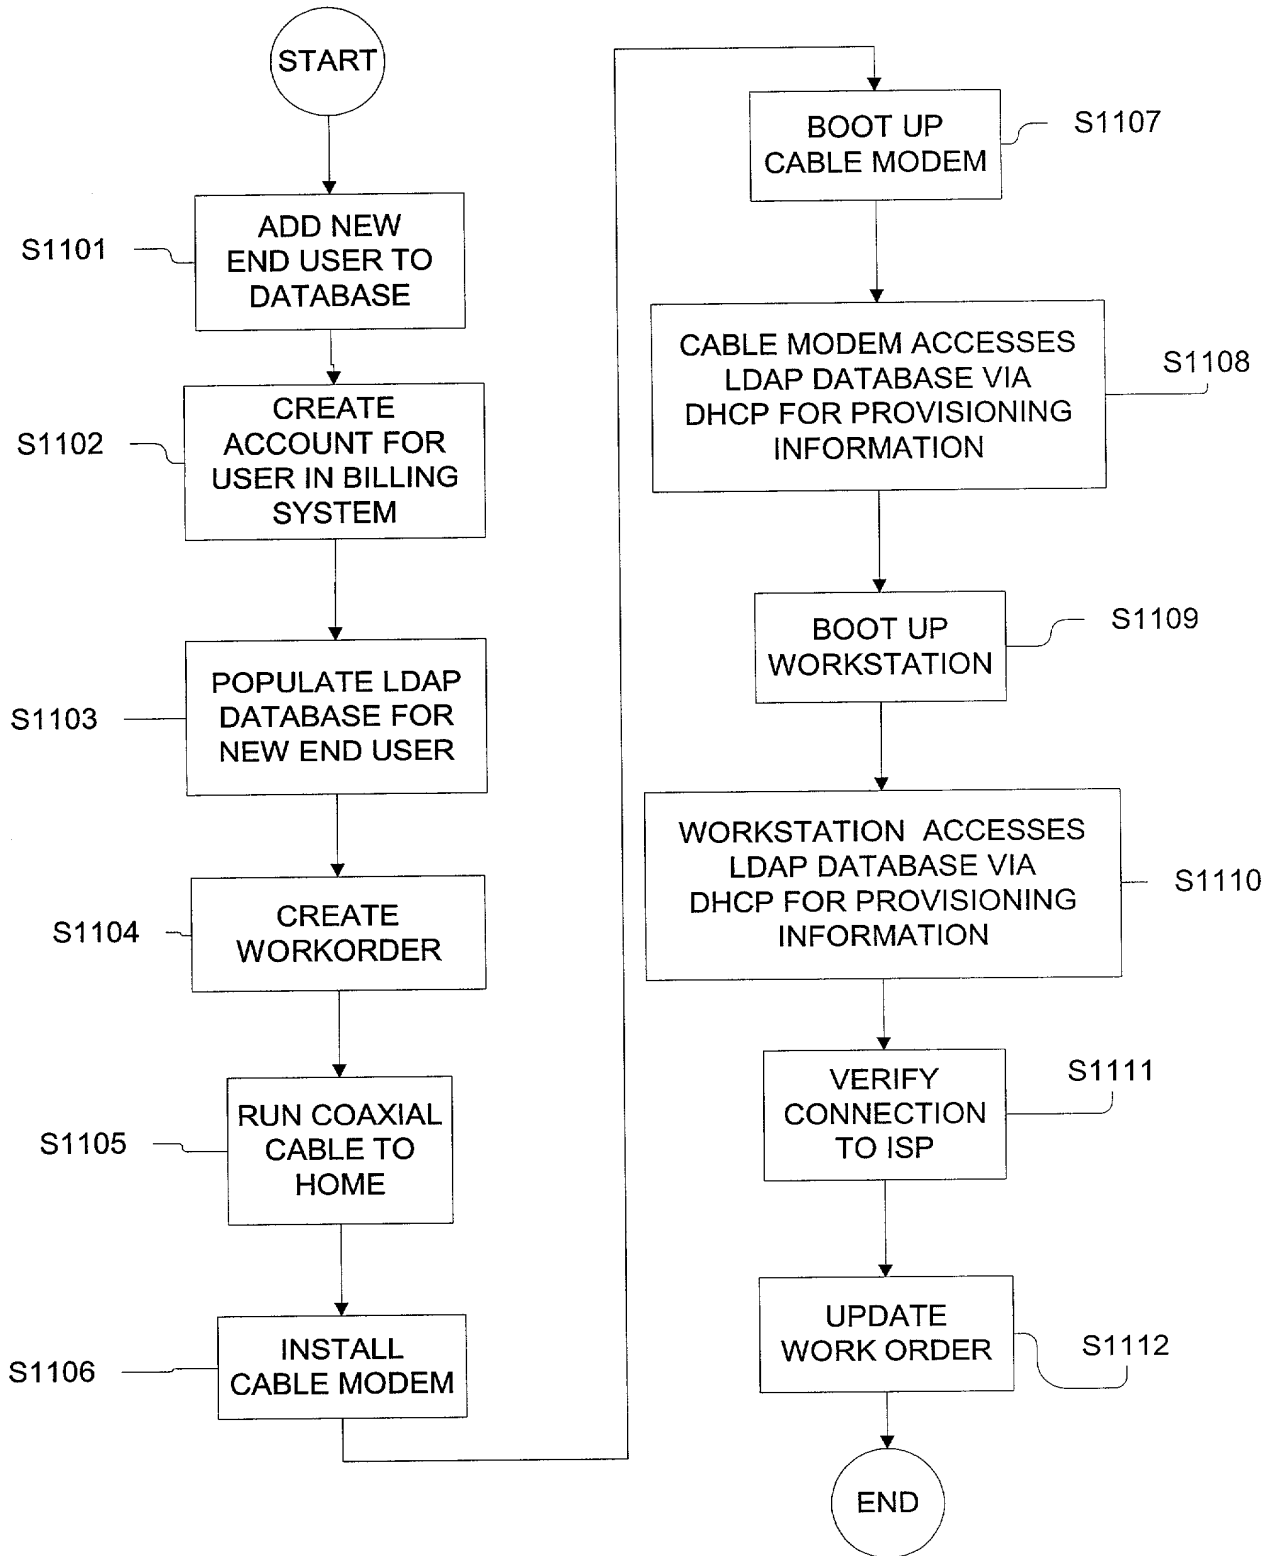 START
S1101
ADD NEW
END USER TO
DATABASE
S1102
CREATE
ACCOUNT FOR
USER IN BILLING
SYSTEM
S1103
POPULATE LDAP
DATABASE FOR
NEW END USER
S1104
CREATE
WORKORDER
S1105
RUN COAXIAL
CABLE TO
HOME
S1106
INSTALL
CABLE MODEM
BOOT UP
CABLE MODEM
S1107
CABLE MODEM ACCESSES
LDAP DATABASE VIA
DHCP FOR PROVISIONING
INFORMATION
S1108
BOOT UP
WORKSTATION
S1109
WORKSTATION ACCESSES
LDAP DATABASE VIA
DHCP FOR PROVISIONING
INFORMATION
S1110
VERIFY
CONNECTION
TO ISP
S1111
UPDATE
WORK ORDER
S1112
END